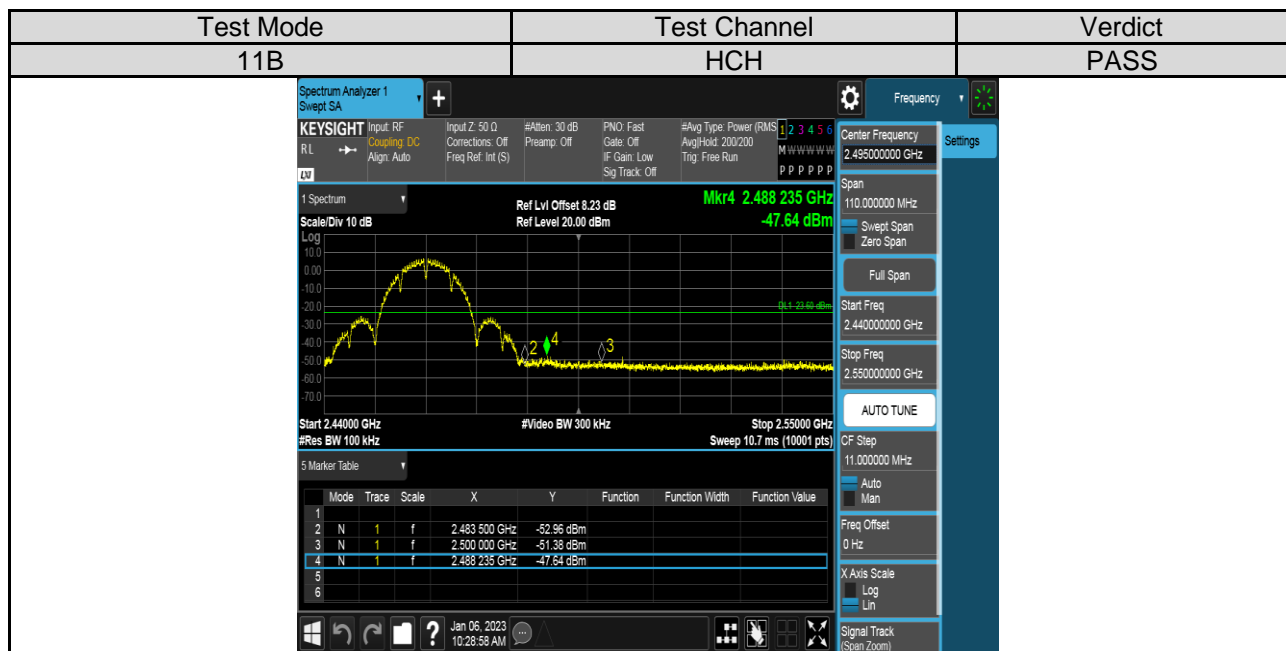 Test Mode Test Channel Verdict
11B HCH PASS
Spectrum Analyzer 1
Swept SA
+
Frequency
KEYSIGHT
RL
LXI
Input: RF
Coupling: DC
Align: Auto
Input Z: 50 Ω
Corrections: Off
Freq Ref: Int (S)
#Atten: 30 dB
Preamp: Off
PNO: Fast
Gate: Off
IF Gain: Low
Sig Track: Off
#Avg Type: Power (RMS
Avg|Hold: 200/200
Trig: Free Run
1 2 3 4 5 6
M W W W W W
P P P P P P
1 Spectrum
Scale/Div 10 dB
Ref Lvl Offset 8.23 dB
Ref Level 20.00 dBm
Mkr4 2.488 235 GHz
-47.64 dBm
Log
10.0
0.00
-10.0
-20.0
-30.0
-40.0
-50.0
-60.0
-70.0
DL1 -23.60 dBm
2
4
3
Start 2.44000 GHz #Video BW 300 kHz Stop 2.55000 GHz
#Res BW 100 kHz Sweep 10.7 ms (10001 pts)
5 Marker Table
Mode Trace Scale X Y Function Function Width Function Value
1
2 N 1 f 2.483 500 GHz -52.96 dBm
3 N 1 f 2.500 000 GHz -51.38 dBm
4 N 1 f 2.488 235 GHz -47.64 dBm
5
6
?
Jan 06, 2023
10:28:58 AM
Center Frequency
2.495000000 GHz
Settings
Span
110.000000 MHz
Swept Span
Zero Span
Full Span
Start Freq
2.440000000 GHz
Stop Freq
2.550000000 GHz
AUTO TUNE
CF Step
11.000000 MHz
Auto
Man
Freq Offset
0 Hz
X Axis Scale
Log
Lin
Signal Track
(Span Zoom)